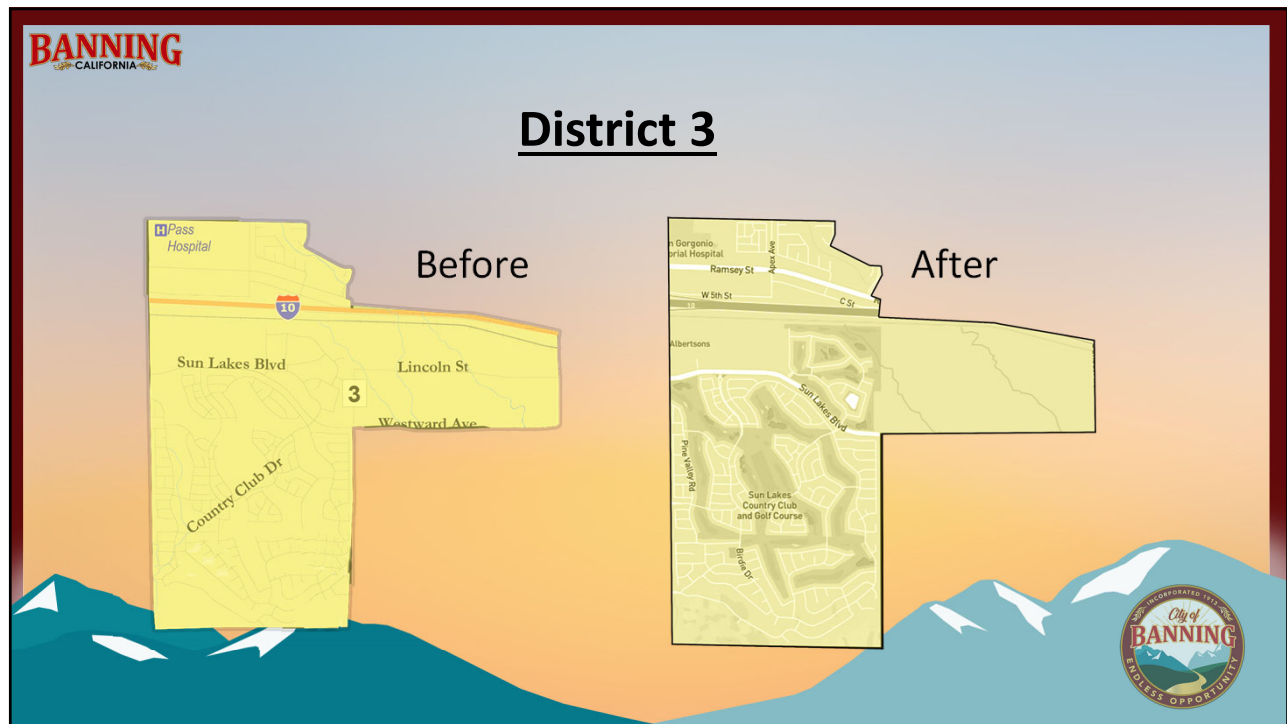 BANNING
CALIFORNIA
District 3
Before
Pass
Hospital
10
Sun Lakes Blvd
Lincoln St
3
Westward Ave
Country Club Dr
After
n Gorgonio
orial Hospital
Apex Ave
Ramsey St
W 5th St
C St
10
Albertsons
Sun Lakes Blvd
Pine Valley Rd
Sun Lakes
Country Club
and Golf Course
Birdie Dr
INCORPORATED 1913
City of
BANNING
ENDLESS OPPORTUNITY